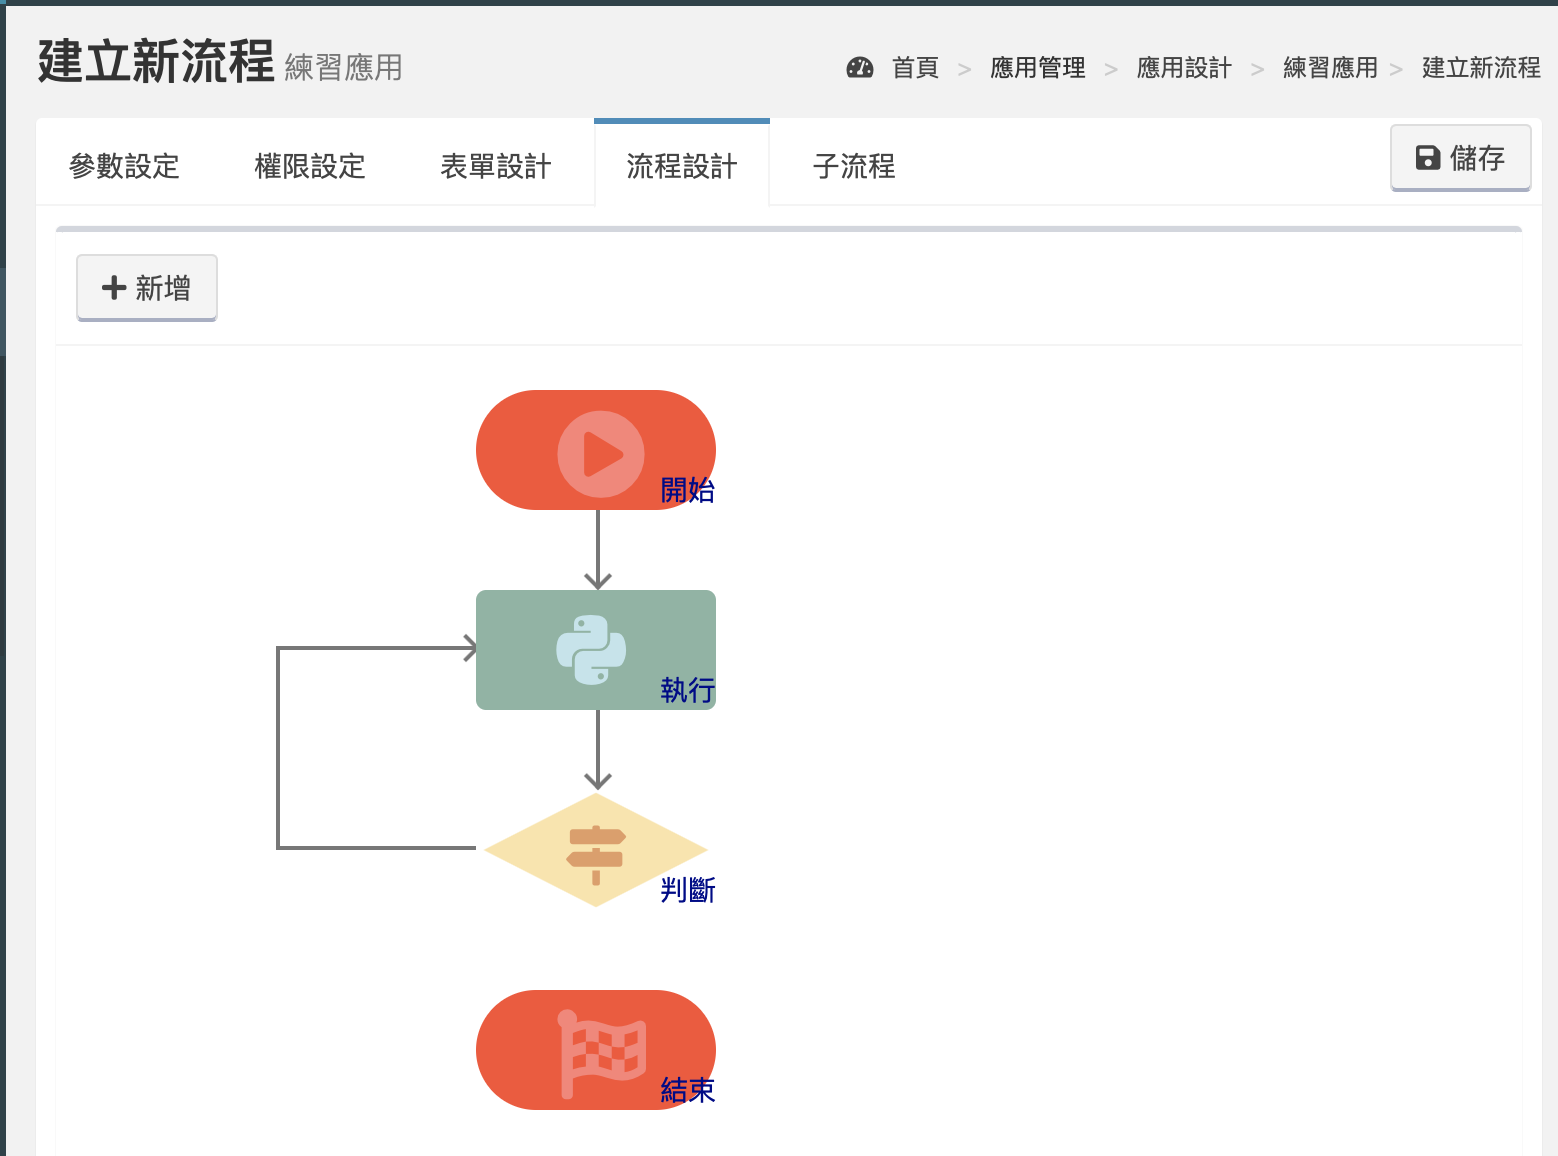 建立新流程 練習應用
首頁 > 應用管理 > 應用設計 > 練習應用 > 建立新流程
參數設定 權限設定 表單設計 流程設計 子流程 儲存
新增
開始
執行
判斷
結束